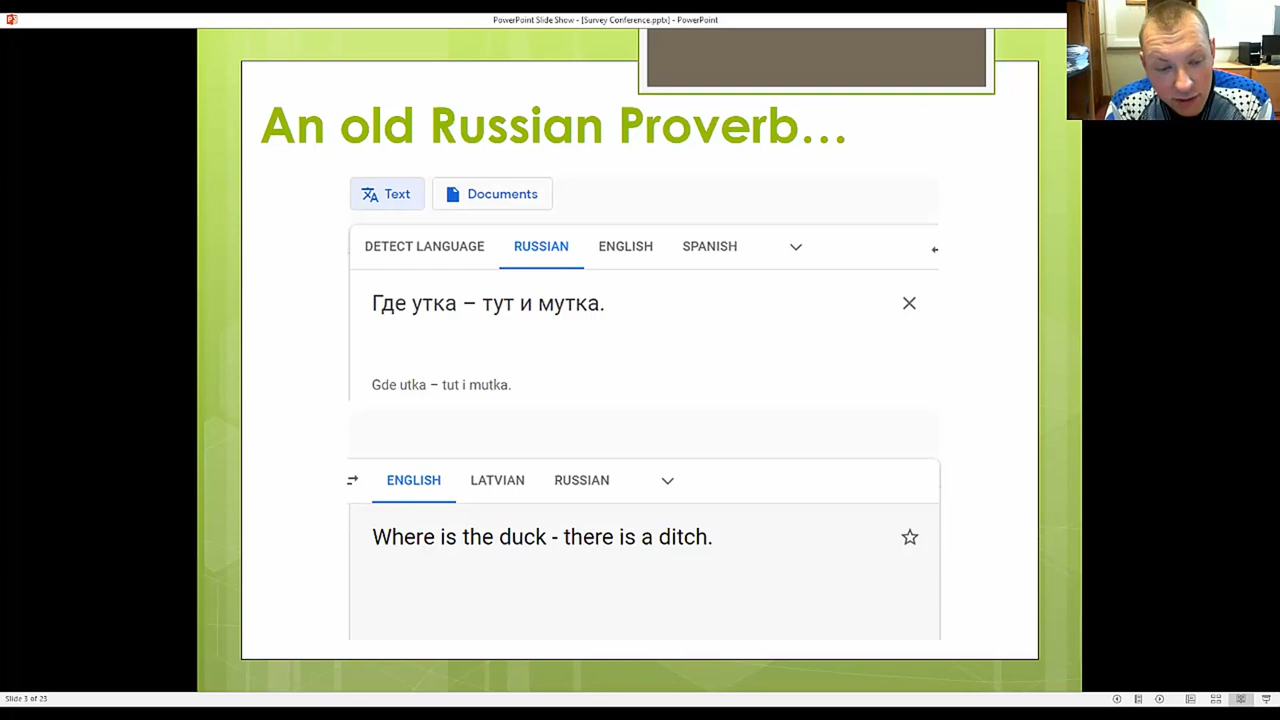 PowerPoint Slide Show - [Survey Conference.pptx] - PowerPoint
An old Russian Proverb...
Text Documents
DETECT LANGUAGE RUSSIAN ENGLISH SPANISH
Где утка – тут и мутка.
Gde utka – tut i mutka.
ENGLISH LATVIAN RUSSIAN
Where is the duck - there is a ditch.
Slide 3 of 23